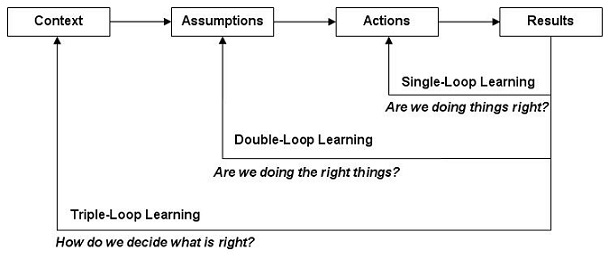 Context
Assumptions
Actions
Results
Single-Loop Learning
Are we doing things right?
Double-Loop Learning
Are we doing the right things?
Triple-Loop Learning
How do we decide what is right?